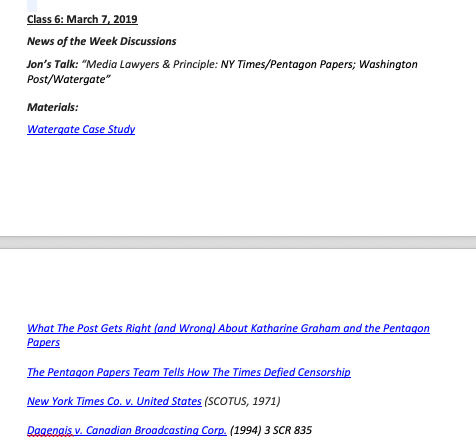 Class 6: March 7, 2019
News of the Week Discussions
Jon's Talk: "Media Lawyers & Principle: NY Times/Pentagon Papers; Washington
Post/Watergate"
Materials:
Watergate Case Study
What The Post Gets Right (and Wrong) About Katharine Graham and the Pentagon
Papers
The Pentagon Papers Team Tells How The Times Defied Censorship
New York Times Co. v. United States (SCOTUS, 1971)
Dagenais v. Canadian Broadcasting Corp. (1994) 3 SCR 835